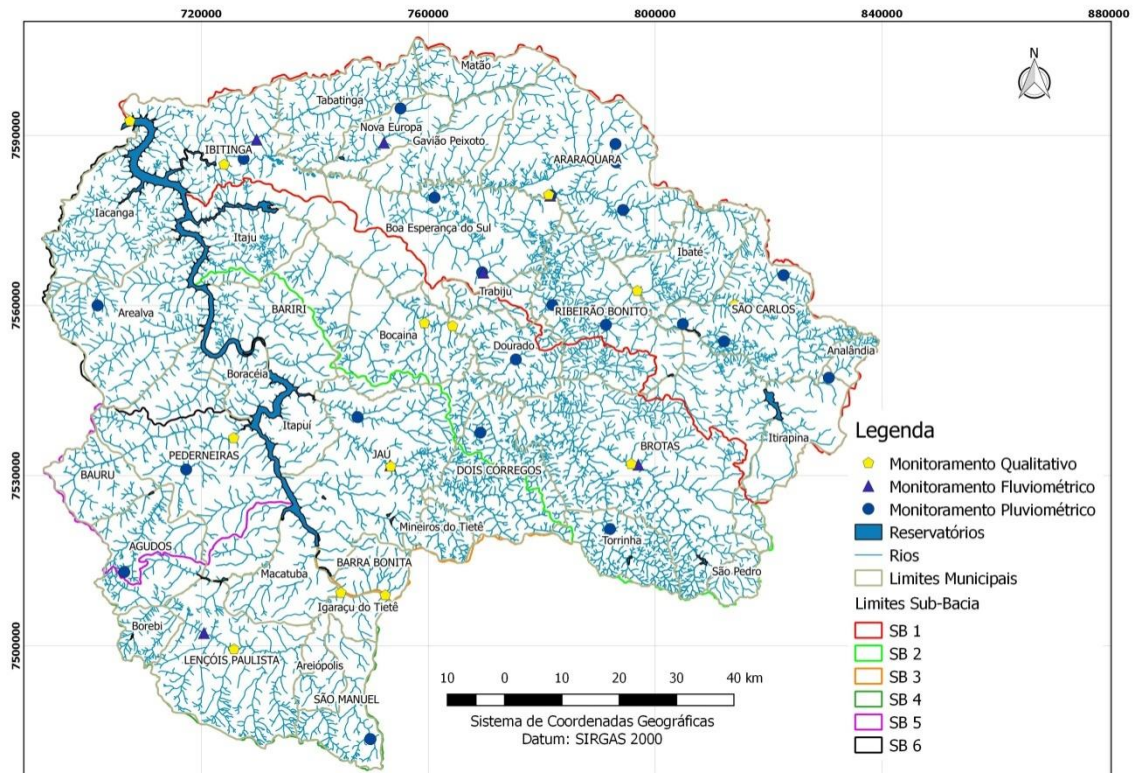 720000
760000
800000
840000
880000
N
7590000
7560000
7530000
7500000
Matão
Tabatinga
Nova Europa
Gavião Peixoto
IBITINGA
ARARAQUARA
Iacanga
Itaju
Boa Esperança do Sul
Ibaté
Trabiju
Arealva
BARIRI
Bocaina
RIBEIRÃO BONITO
SÃO CARLOS
Dourado
Analândia
Boracéia
Itapuí
Itirapina
PEDERNEIRAS
BAURU
JAÚ
DOIS CÓRREGOS
BROTAS
Mineiros do Tietê
Torrinha
AGUDOS
São Pedro
BARRA BONITA
Macatuba
Igaraçu do Tietê
Borebi
LENÇÓIS PAULISTA
Areiópolis
SÃO MANUEL
Legenda
Monitoramento Qualitativo
Monitoramento Fluviométrico
Monitoramento Pluviométrico
Reservatórios
Rios
Limites Municipais
Limites Sub-Bacia
SB 1
SB 2
SB 3
SB 4
SB 5
SB 6
10 0 10 20 30 40 km
Sistema de Coordenadas Geográficas
Datum: SIRGAS 2000